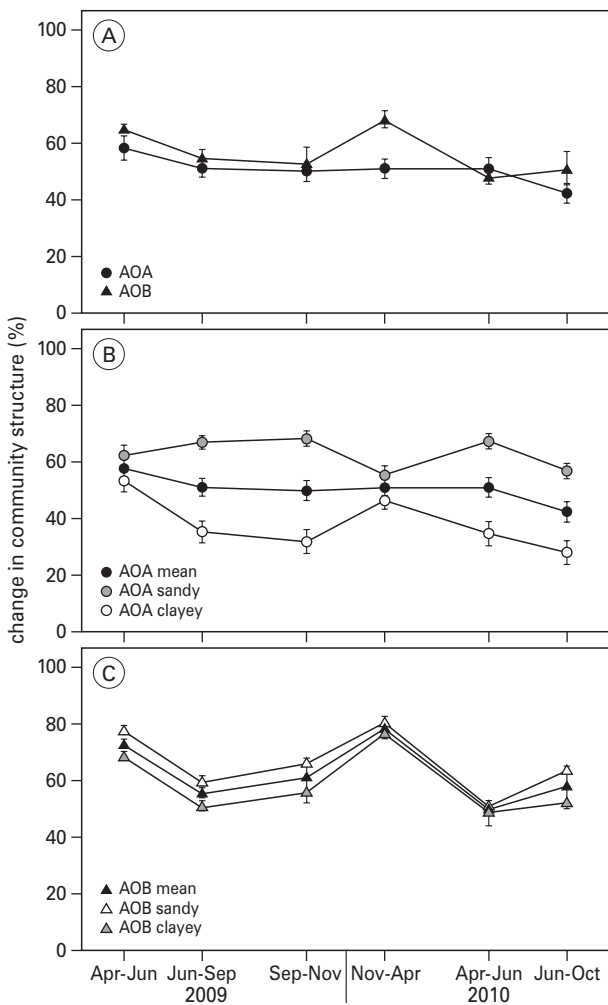 A
100
80
60
40
20
0
AOA
AOB
change in community structure (%)
B
100
80
60
40
20
0
AOA mean
AOA sandy
AOA clayey
C
100
80
60
40
20
0
AOB mean
AOB sandy
AOB clayey
Apr-Jun Jun-Sep Sep-Nov Nov-Apr Apr-Jun Jun-Oct
2009 2010